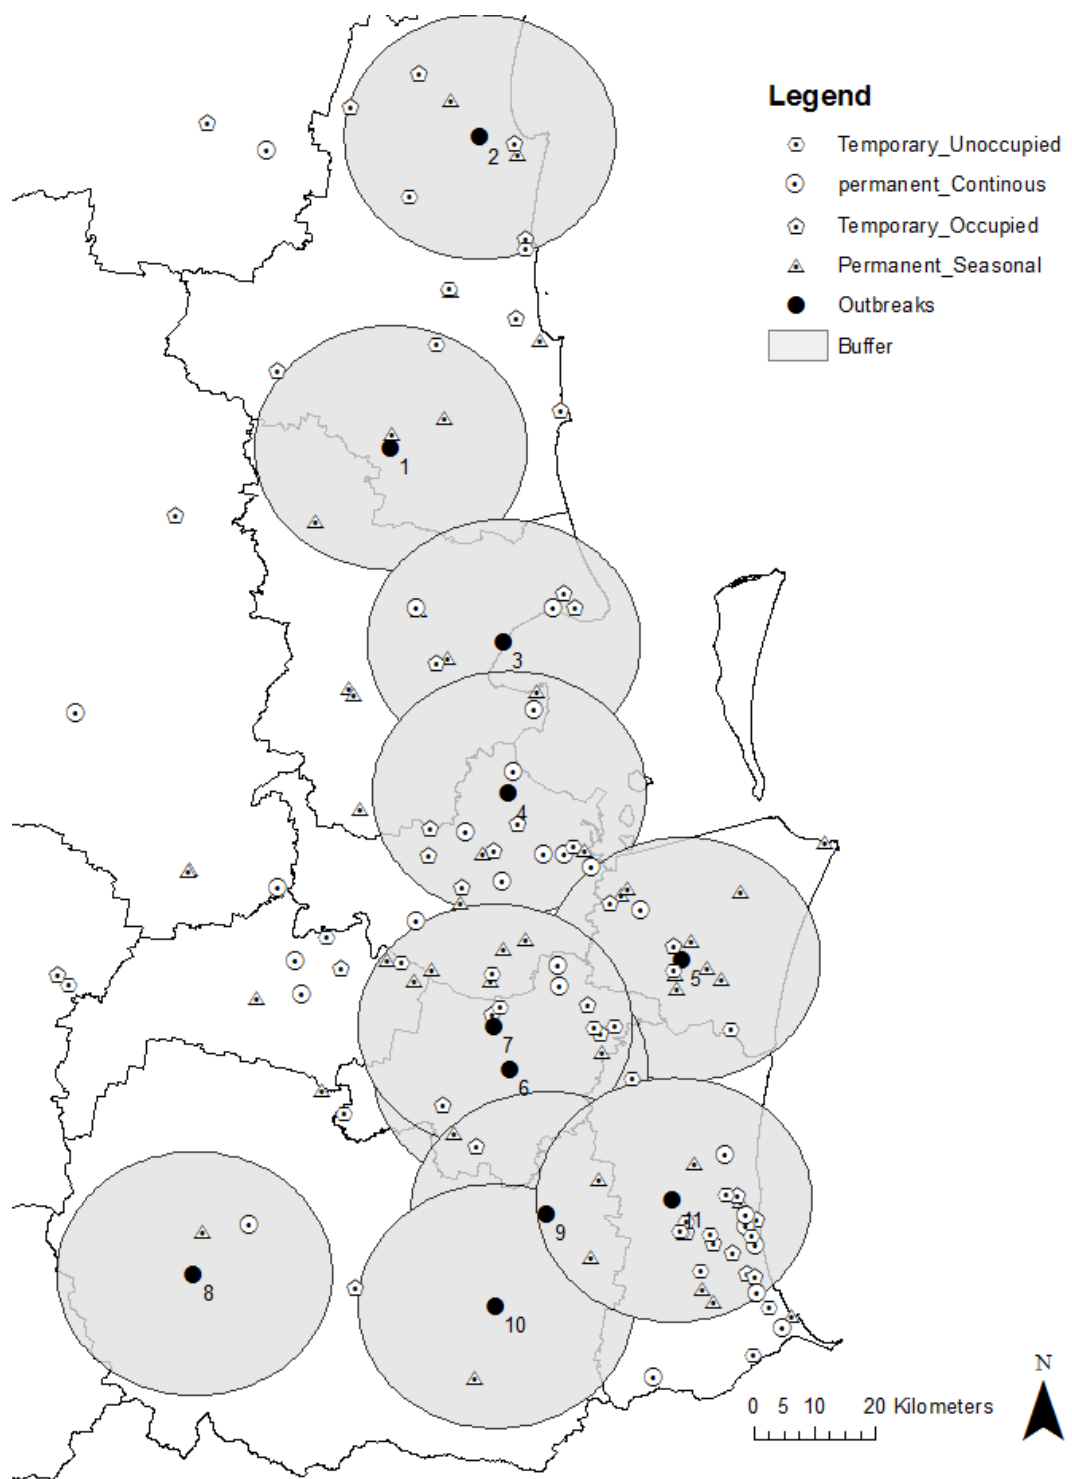 Legend
Temporary_Unoccupied
permanent_Continous
Temporary_Occupied
Permanent_Seasonal
Outbreaks
Buffer
2
1
3
4
5
7
6
11
9
8
10
N
0 5 10 20 Kilometers